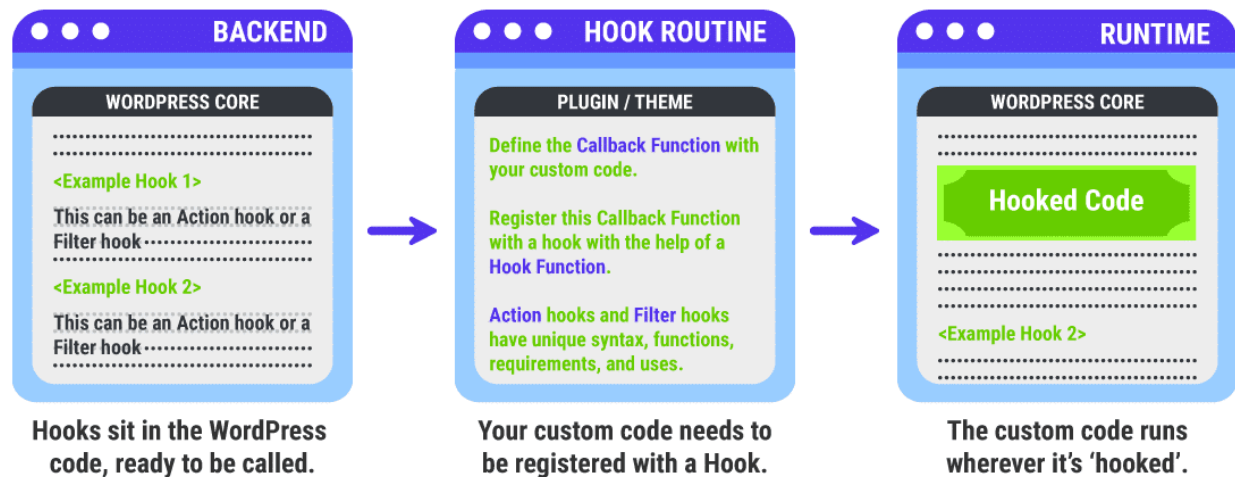 BACKEND
WORDPRESS CORE
<Example Hook 1>
This can be an Action hook or a
Filter hook
<Example Hook 2>
This can be an Action hook or a
Filter hook
Hooks sit in the WordPress
code, ready to be called.
HOOK ROUTINE
PLUGIN / THEME
Define the Callback Function with
your custom code.
Register this Callback Function
with a hook with the help of a
Hook Function.
Action hooks and Filter hooks
have unique syntax, functions,
requirements, and uses.
Your custom code needs to
be registered with a Hook.
RUNTIME
WORDPRESS CORE
Hooked Code
<Example Hook 2>
The custom code runs
wherever it's 'hooked'.